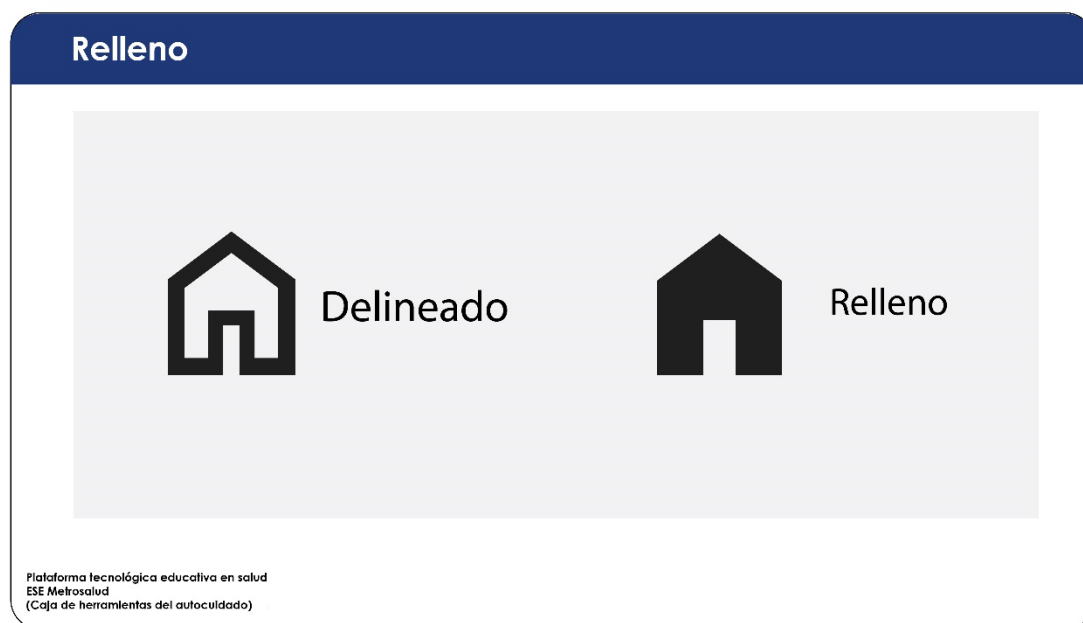 Relleno
Delineado
Relleno
Plataforma tecnológica educativa en salud
ESE Metrosalud
(Caja de herramientas del autocuidado)